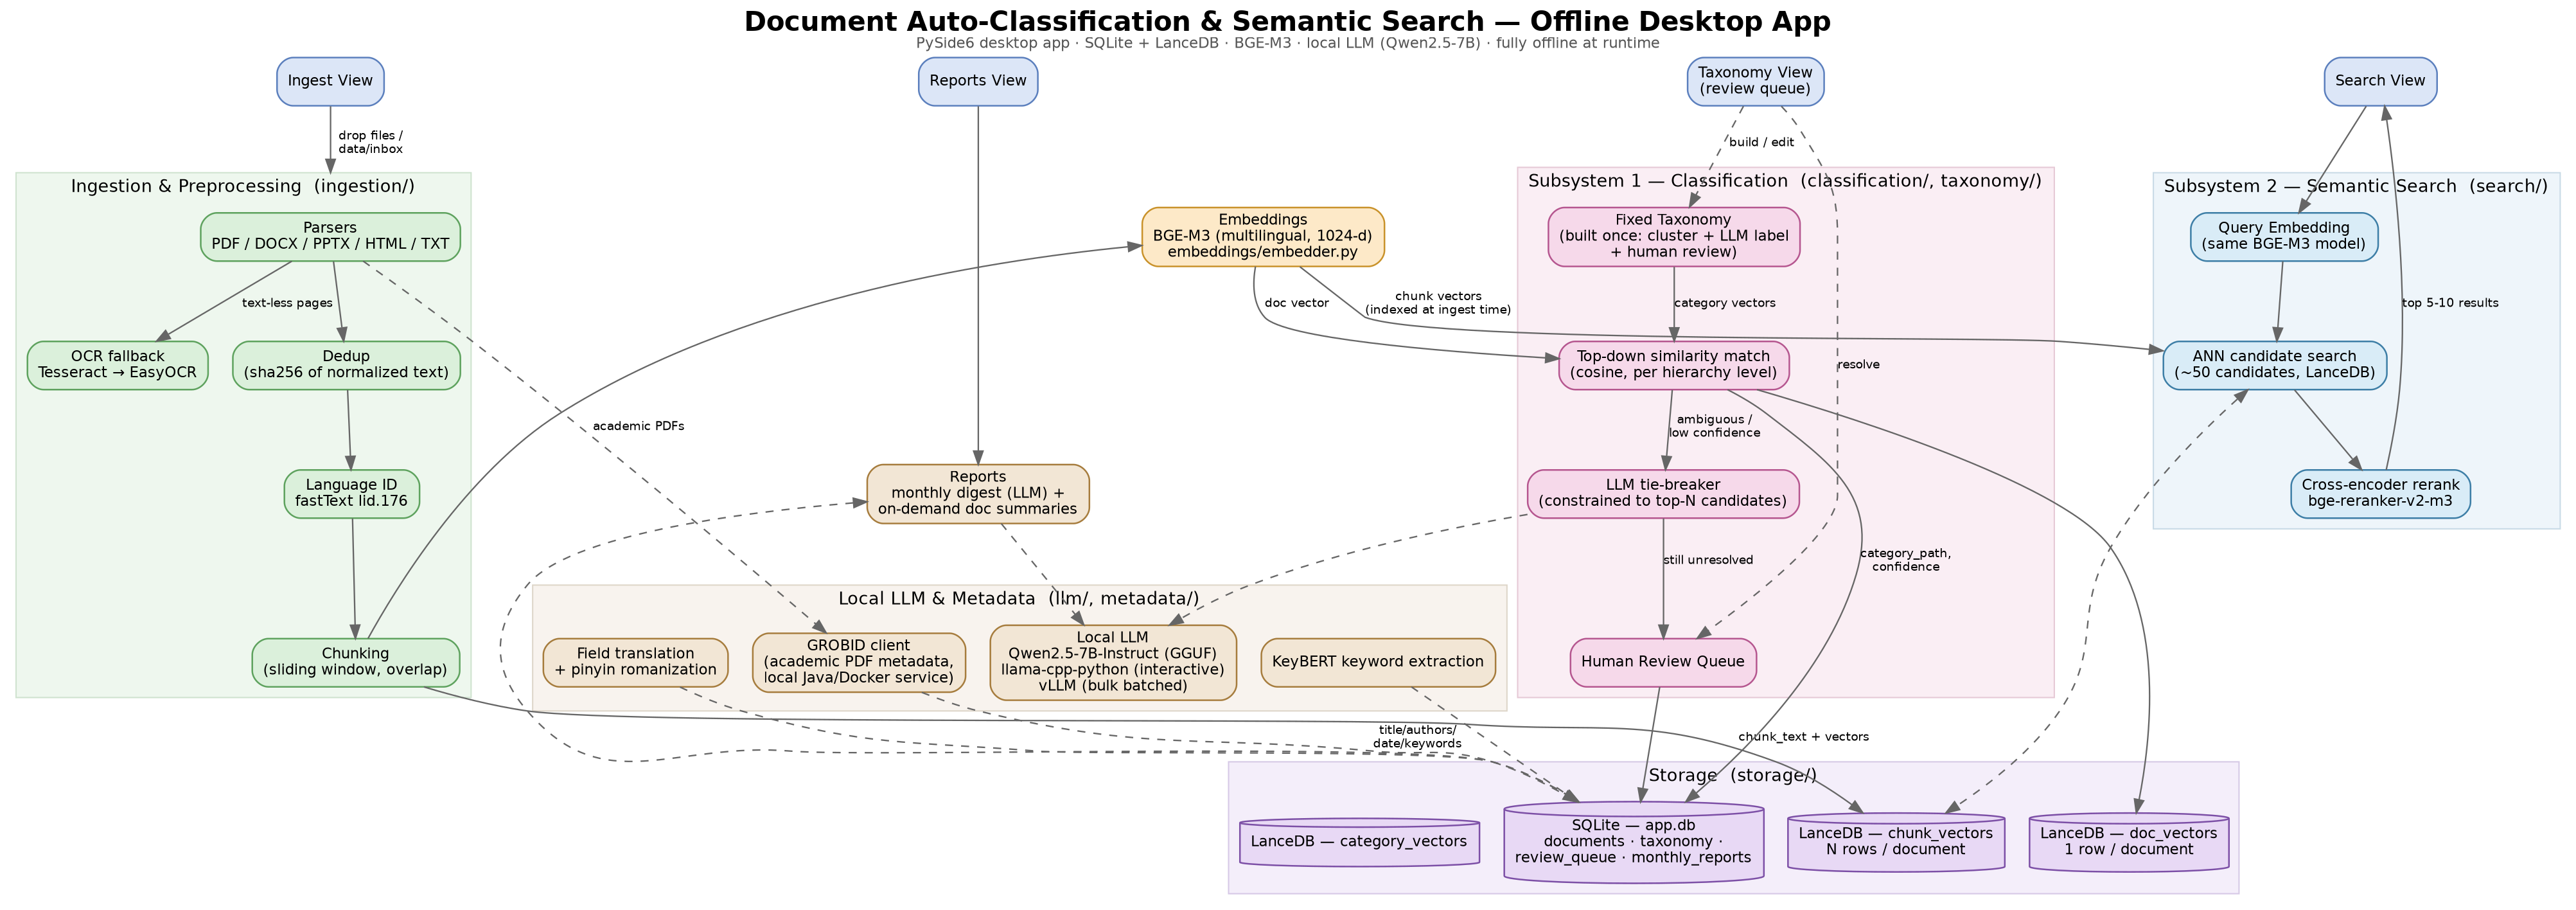 Document Auto-Classification & Semantic Search — Offline Desktop App
PySide6 desktop app · SQLite + LanceDB · BGE-M3 · local LLM (Qwen2.5-7B) · fully offline at runtime
Ingest View
Reports View
Taxonomy View
(review queue)
Search View
drop files /
data/inbox
build / edit
Ingestion & Preprocessing  (ingestion/)
Parsers
PDF / DOCX / PPTX / HTML / TXT
text-less pages
OCR fallback
Tesseract → EasyOCR
Dedup
(sha256 of normalized text)
Language ID
fastText lid.176
Chunking
(sliding window, overlap)
academic PDFs
Embeddings
BGE-M3 (multilingual, 1024-d)
embeddings/embedder.py
doc vector
chunk vectors
(indexed at ingest time)
Subsystem 1 — Classification  (classification/, taxonomy/)
Fixed Taxonomy
(built once: cluster + LLM label
+ human review)
category vectors
Top-down similarity match
(cosine, per hierarchy level)
resolve
ambiguous /
low confidence
LLM tie-breaker
(constrained to top-N candidates)
still unresolved
category_path,
confidence
Human Review Queue
Subsystem 2 — Semantic Search  (search/)
Query Embedding
(same BGE-M3 model)
top 5-10 results
ANN candidate search
(~50 candidates, LanceDB)
Cross-encoder rerank
bge-reranker-v2-m3
Reports
monthly digest (LLM) +
on-demand doc summaries
Local LLM & Metadata  (llm/, metadata/)
Field translation
+ pinyin romanization
GROBID client
(academic PDF metadata,
local Java/Docker service)
Local LLM
Qwen2.5-7B-Instruct (GGUF)
llama-cpp-python (interactive)
vLLM (bulk batched)
KeyBERT keyword extraction
title/authors/
date/keywords
chunk_text + vectors
Storage  (storage/)
LanceDB — category_vectors
SQLite — app.db
documents · taxonomy ·
review_queue · monthly_reports
LanceDB — chunk_vectors
N rows / document
LanceDB — doc_vectors
1 row / document